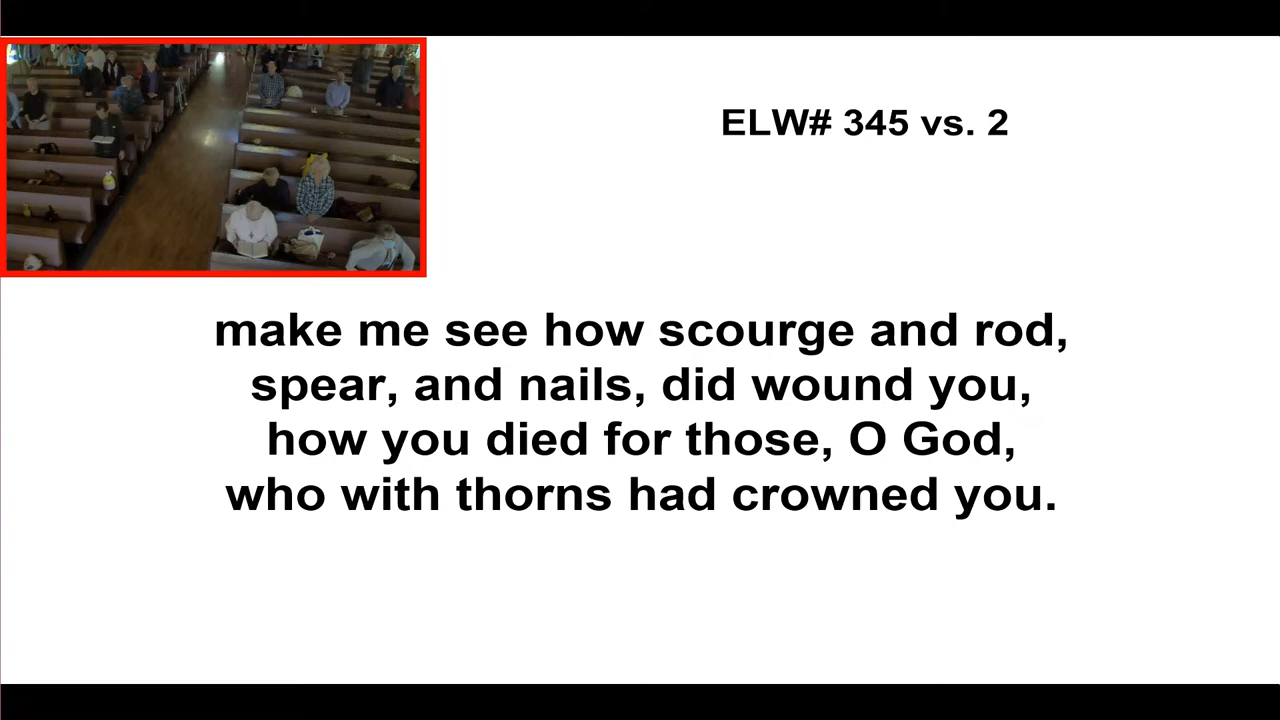 ELW# 345 vs. 2
make me see how scourge and rod,
spear, and nails, did wound you,
how you died for those, O God,
who with thorns had crowned you.